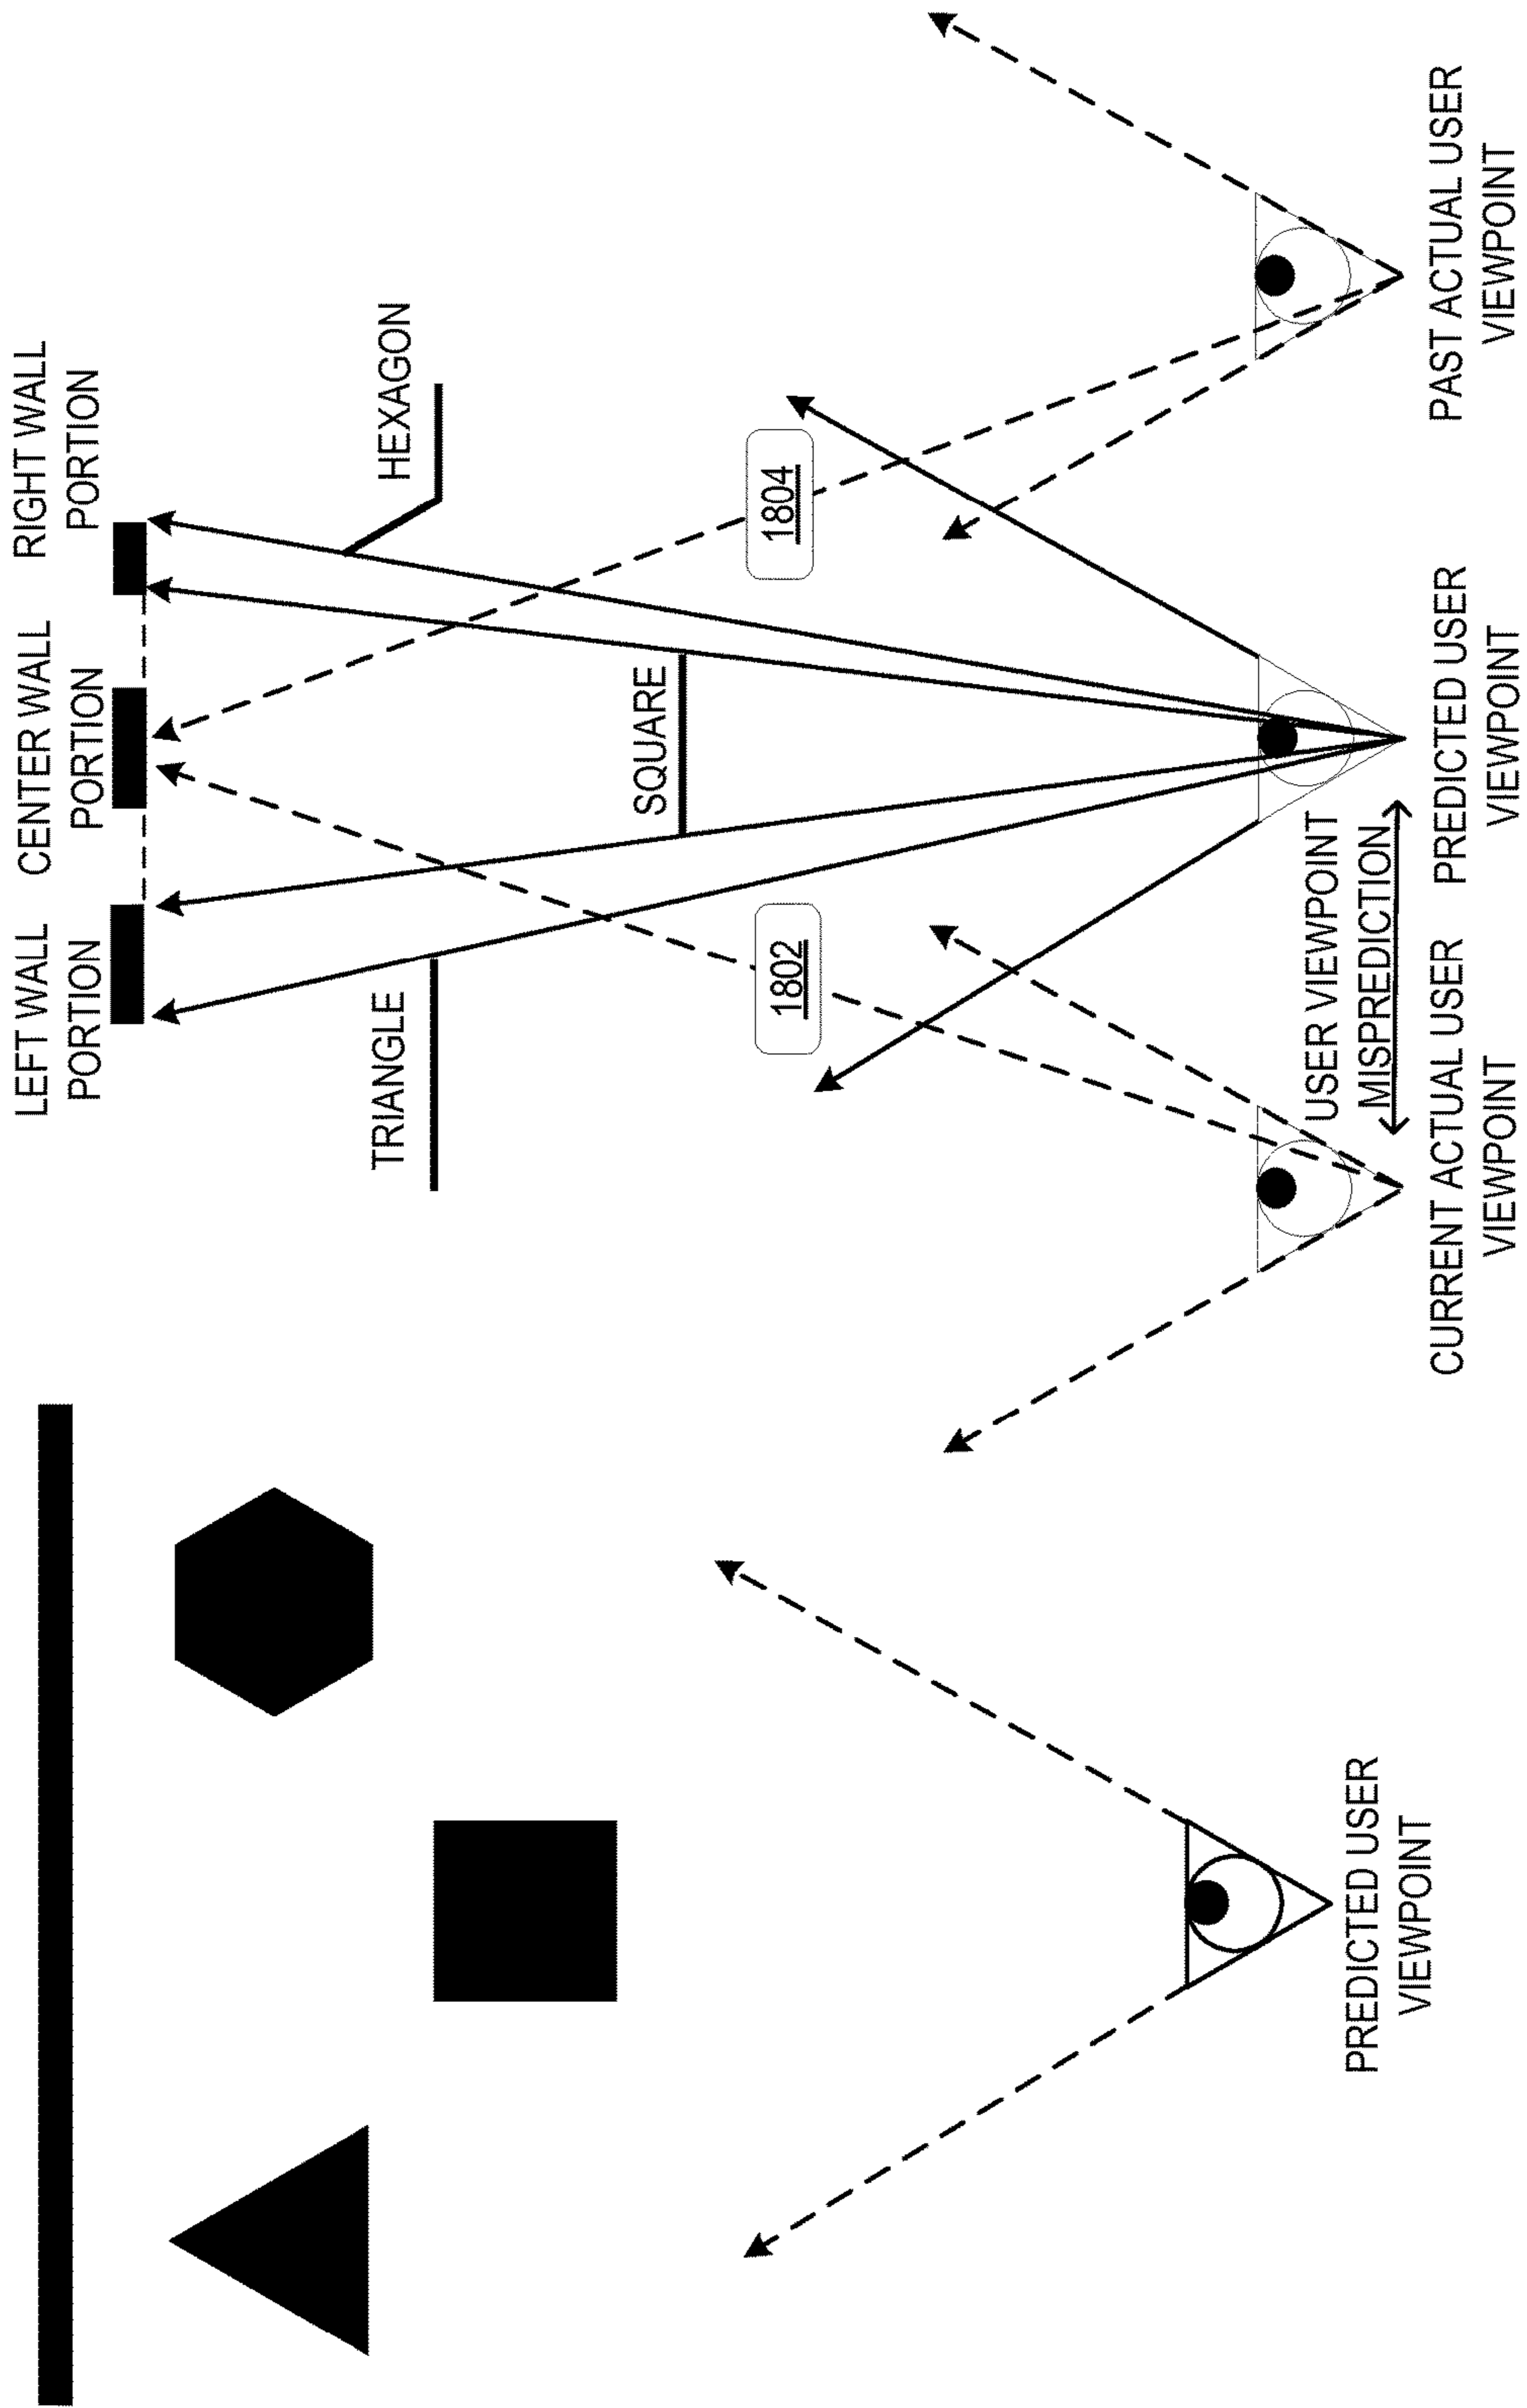 PREDICTED USER
VIEWPOINT
LEFT WALL
PORTION
CENTER WALL
PORTION
RIGHT WALL
PORTION
TRIANGLE
HEXAGON
SQUARE
1802
1804
USER VIEWPOINT
MISPREDICTION
CURRENT ACTUAL USER
VIEWPOINT
PREDICTED USER
VIEWPOINT
PAST ACTUAL USER
VIEWPOINT